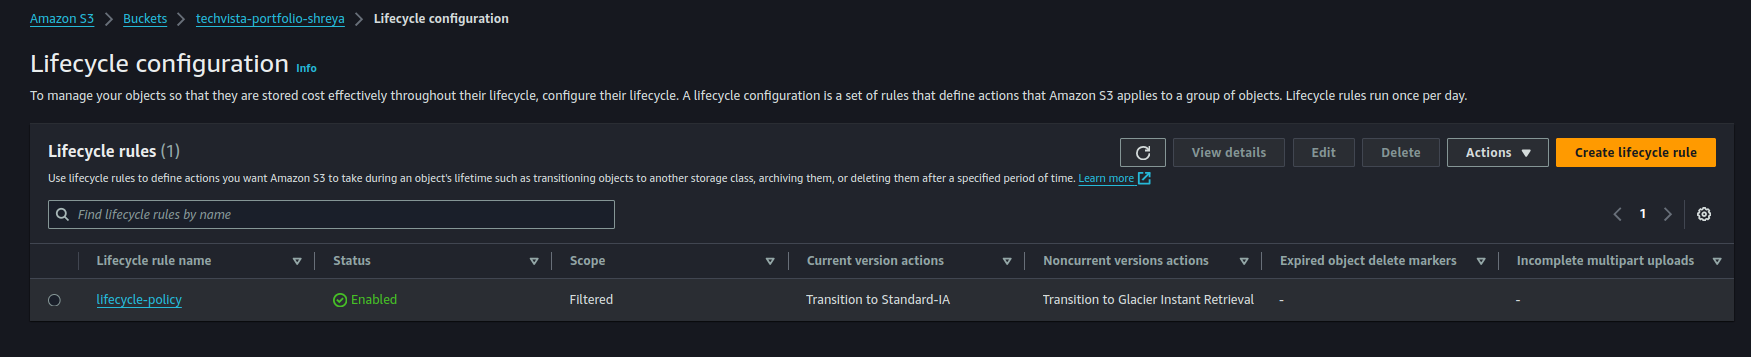 Amazon S3 > Buckets > techvista-portfolio-shreya > Lifecycle configuration
Lifecycle configuration Info
To manage your objects so that they are stored cost effectively throughout their lifecycle, configure their lifecycle. A lifecycle configuration is a set of rules that define actions that Amazon S3 applies to a group of objects. Lifecycle rules run once per day.
Lifecycle rules (1) View details Edit Delete Actions Create lifecycle rule
Use lifecycle rules to define actions you want Amazon S3 to take during an object's lifetime such as transitioning objects to another storage class, archiving them, or deleting them after a specified period of time. Learn more
Find lifecycle rules by name 1
Lifecycle rule name Status Scope Current version actions Noncurrent versions actions Expired object delete markers Incomplete multipart uploads
lifecycle-policy Enabled Filtered Transition to Standard-IA Transition to Glacier Instant Retrieval - -